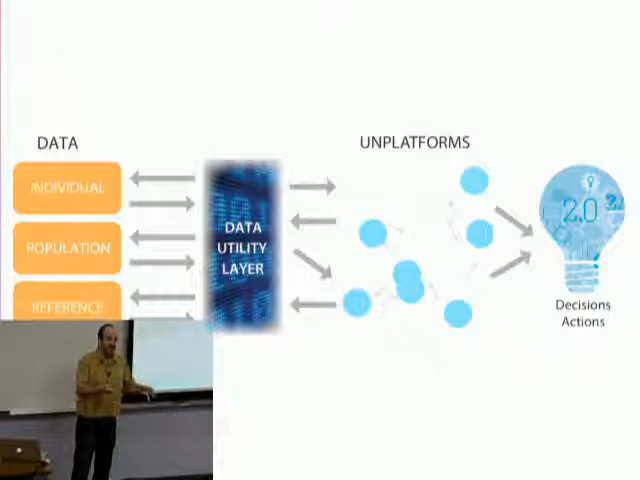 DATA
UNPLATFORMS
INDIVIDUAL
POPULATION
REFERENCE
DATA
UTILITY
LAYER
2.0
Decisions
Actions